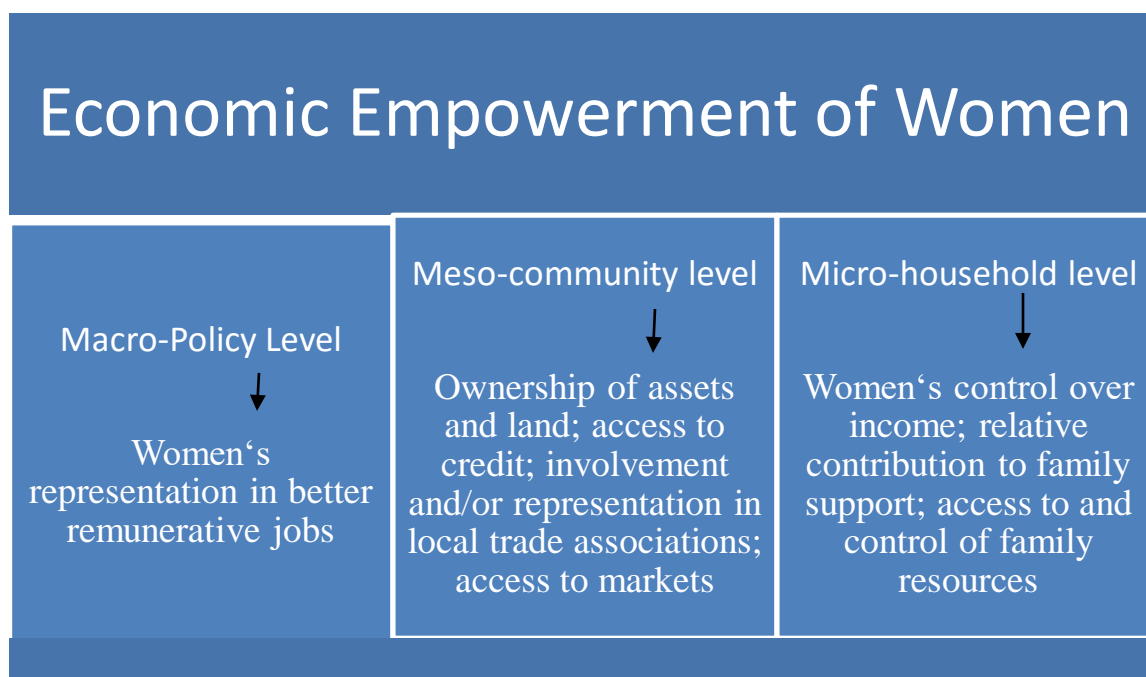 Economic Empowerment of Women
Macro-Policy Level
Women‘s
representation in better
remunerative jobs
Meso-community level
Ownership of assets
and land; access to
credit; involvement
and/or representation in
local trade associations;
access to markets
Micro-household level
Women‘s control over
income; relative
contribution to family
support; access to and
control of family
resources